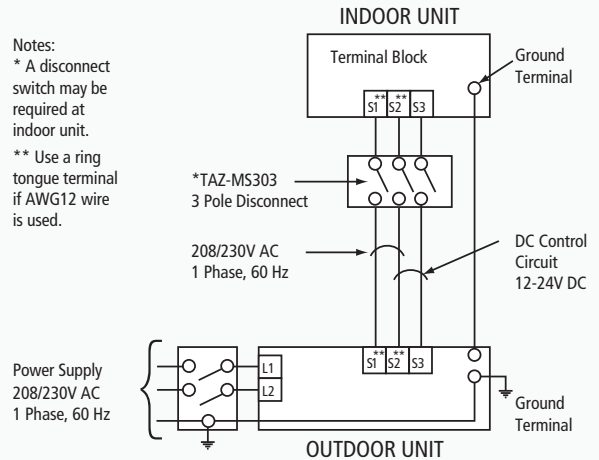 INDOOR UNIT
Notes:
* A disconnect
switch may be
required at
indoor unit.
** Use a ring
tongue terminal
if AWG12 wire
is used.
Terminal Block
Ground
Terminal
** **
S1 S2 S3
*TAZ-MS303
3 Pole Disconnect
208/230V AC
1 Phase, 60 Hz
DC Control
Circuit
12-24V DC
** **
S1 S2 S3
Power Supply
208/230V AC
1 Phase, 60 Hz
L1
L2
Ground
Terminal
OUTDOOR UNIT